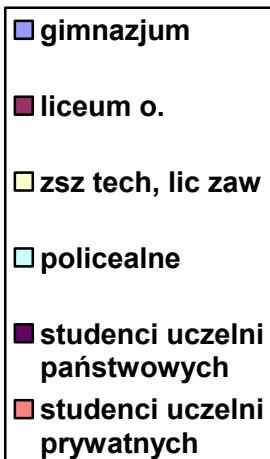 gimnazjum
liceum o.
zsz tech, lic zaw
policealne
studenci uczelni
państwowych
studenci uczelni
prywatnych